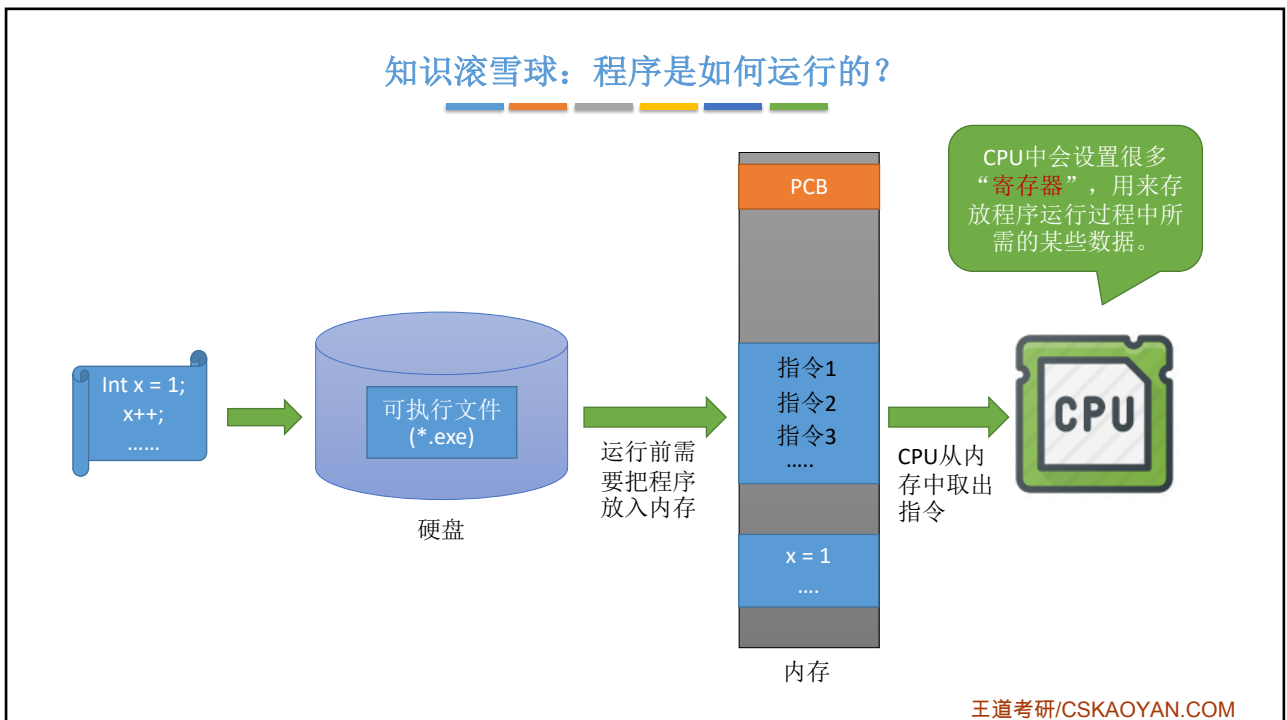 知识滚雪球：程序是如何运行的？
CPU中会设置很多
“寄存器”，用来存
放程序运行过程中所
需的某些数据。
PCB
Int x = 1;
x++;
……
可执行文件
(*.exe)
硬盘
运行前需
要把程序
放入内存
指令1
指令2
指令3
…..
x = 1
….
内存
CPU从内
存中取出
指令
CPU
王道考研/CSKAOYAN.COM